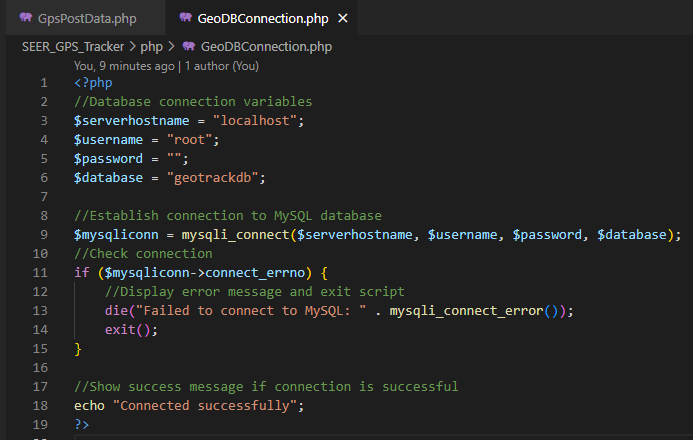 GpsPostData.php GeoDBConnection.php ×
SEER_GPS_Tracker > php > GeoDBConnection.php
You, 9 minutes ago | 1 author (You)
1 <?php
2 //Database connection variables
3 $serverhostname = "localhost";
4 $username = "root";
5 $password = "";
6 $database = "geotrackdb";
7
8 //Establish connection to MySQL database
9 $mysqliconn = mysqli_connect($serverhostname, $username, $password, $database);
10 //Check connection
11 if ($mysqliconn->connect_errno) {
12     //Display error message and exit script
13     die("Failed to connect to MySQL: " . mysqli_connect_error());
14     exit();
15 }
16
17 //Show success message if connection is successful
18 echo "Connected successfully";
19 ?>